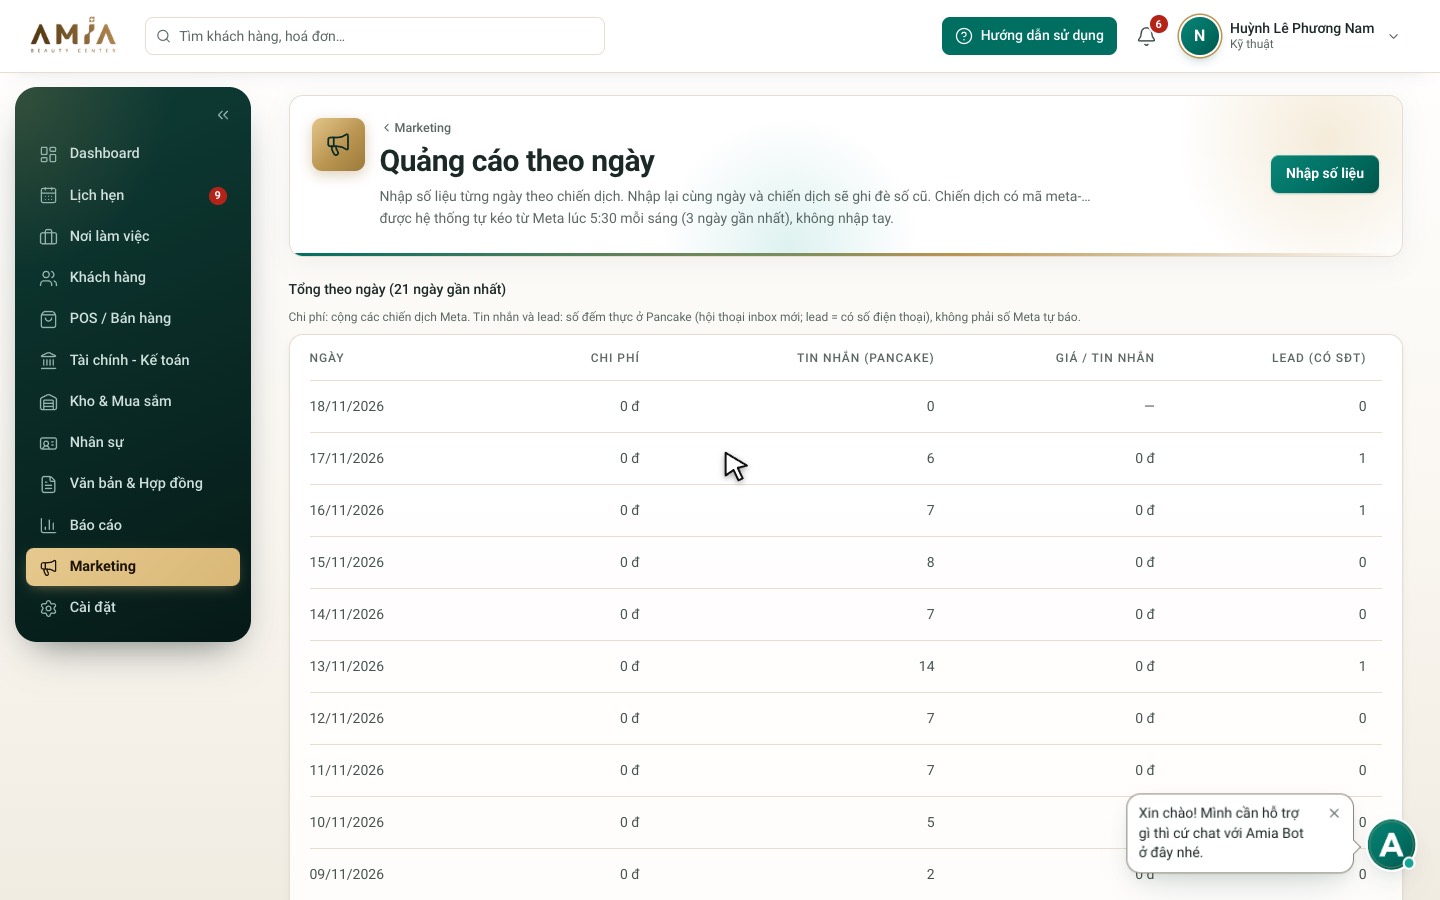 AMIA
BEAUTY CENTER
Tìm khách hàng, hoá đơn...
Hướng dẫn sử dụng
6
N
Huỳnh Lê Phương Nam
Kỹ thuật
Dashboard
Lịch hẹn
9
Nơi làm việc
Khách hàng
POS / Bán hàng
Tài chính - Kế toán
Kho & Mua sắm
Nhân sự
Văn bản & Hợp đồng
Báo cáo
Marketing
Cài đặt
Marketing
Quảng cáo theo ngày
Nhập số liệu từng ngày theo chiến dịch. Nhập lại cùng ngày và chiến dịch sẽ ghi đè số cũ. Chiến dịch có mã meta-...
được hệ thống tự kéo từ Meta lúc 5:30 mỗi sáng (3 ngày gần nhất), không nhập tay.
Nhập số liệu
Tổng theo ngày (21 ngày gần nhất)
Chi phí: cộng các chiến dịch Meta. Tin nhắn và lead: số đếm thực ở Pancake (hội thoại inbox mới; lead = có số điện thoại), không phải số Meta tự báo.
NGÀY CHI PHÍ TIN NHẮN (PANCAKE) GIÁ / TIN NHẮN LEAD (CÓ SĐT)
18/11/2026 0 đ 0 — 0
17/11/2026 0 đ 6 0 đ 1
16/11/2026 0 đ 7 0 đ 1
15/11/2026 0 đ 8 0 đ 0
14/11/2026 0 đ 7 0 đ 0
13/11/2026 0 đ 14 0 đ 1
12/11/2026 0 đ 7 0 đ 0
11/11/2026 0 đ 7 0 đ 0
10/11/2026 0 đ 5 0
09/11/2026 0 đ 2 0 đ 0
Xin chào! Mình cần hỗ trợ
gì thì cứ chat với Amia Bot
ở đây nhé.
A